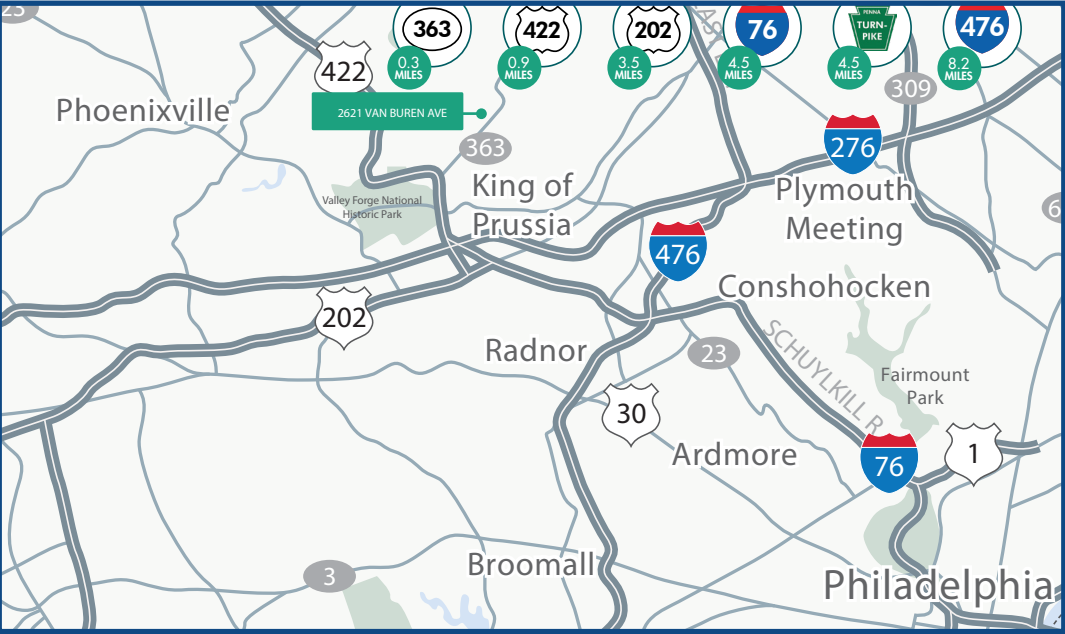 23
363
422
202
76
PENNA
TURN-
PIKE
476
0.3
MILES
0.9
MILES
3.5
MILES
4.5
MILES
4.5
MILES
8.2
MILES
422
309
Phoenixville
2621 VAN BUREN AVE
363
276
King of
Prussia
Valley Forge National
Historic Park
Plymouth
Meeting
6
476
Conshohocken
202
SCHUYLKILL R
Radnor
23
Fairmount
Park
30
Ardmore
76
1
Broomall
3
Philadelphia